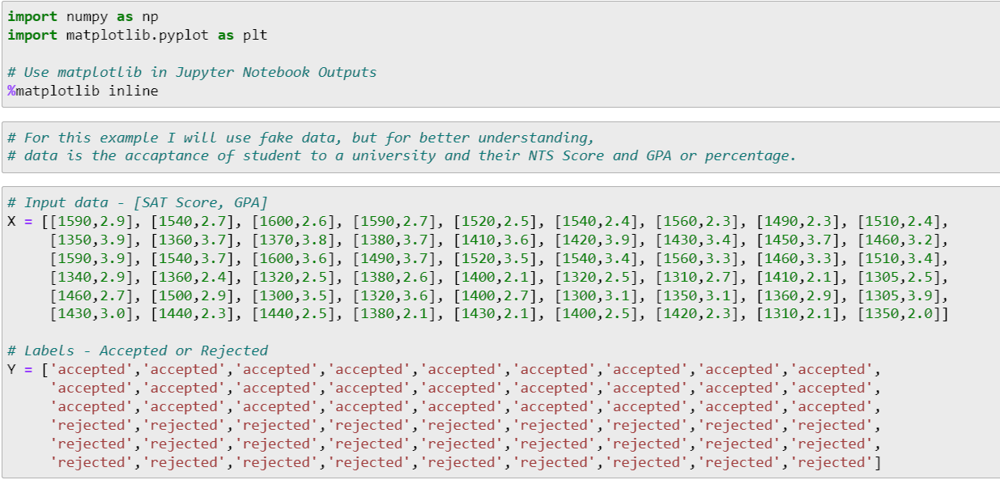 import numpy as np
import matplotlib.pyplot as plt
# Use matplotlib in Jupyter Notebook Outputs
%matplotlib inline
# For this example I will use fake data, but for better understanding,
# data is the accaptance of student to a university and their NTS Score and GPA or percentage.
# Input data - [SAT Score, GPA]
X = [[1590,2.9], [1540,2.7], [1600,2.6], [1590,2.7], [1520,2.5], [1540,2.4], [1560,2.3], [1490,2.3], [1510,2.4],
[1350,3.9], [1360,3.7], [1370,3.8], [1380,3.7], [1410,3.6], [1420,3.9], [1430,3.4], [1450,3.7], [1460,3.2],
[1590,3.9], [1540,3.7], [1600,3.6], [1490,3.7], [1520,3.5], [1540,3.4], [1560,3.3], [1460,3.3], [1510,3.4],
[1340,2.9], [1360,2.4], [1320,2.5], [1380,2.6], [1400,2.1], [1320,2.5], [1310,2.7], [1410,2.1], [1305,2.5],
[1460,2.7], [1500,2.9], [1300,3.5], [1320,3.6], [1400,2.7], [1300,3.1], [1350,3.1], [1360,2.9], [1305,3.9],
[1430,3.0], [1440,2.3], [1440,2.5], [1380,2.1], [1430,2.1], [1400,2.5], [1420,2.3], [1310,2.1], [1350,2.0]]
# Labels - Accepted or Rejected
Y = ['accepted','accepted','accepted','accepted','accepted','accepted','accepted','accepted','accepted',
'accepted','accepted','accepted','accepted','accepted','accepted','accepted','accepted','accepted',
'accepted','accepted','accepted','accepted','accepted','accepted','accepted','accepted','accepted',
'rejected','rejected','rejected','rejected','rejected','rejected','rejected','rejected','rejected',
'rejected','rejected','rejected','rejected','rejected','rejected','rejected','rejected','rejected',
'rejected','rejected','rejected','rejected','rejected','rejected','rejected','rejected','rejected']